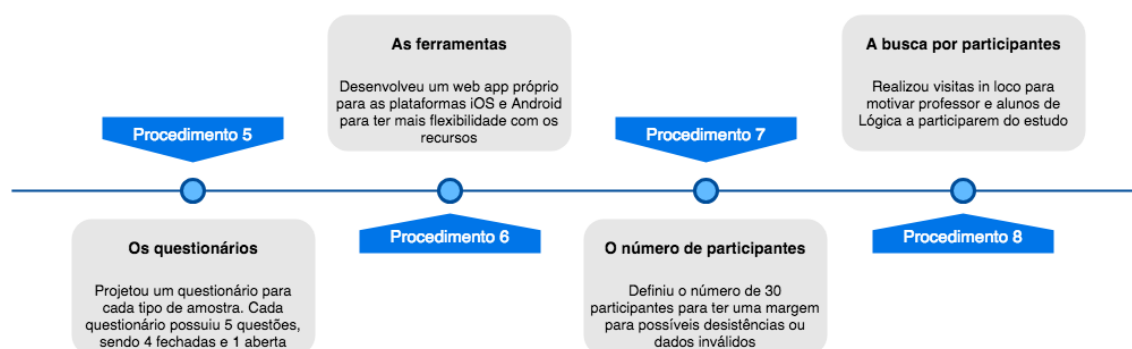 Procedimento 5
Os questionários
Projetou um questionário para
cada tipo de amostra. Cada
questionário possuiu 5 questões,
sendo 4 fechadas e 1 aberta
As ferramentas
Desenvolveu um web app próprio
para as plataformas iOS e Android
para ter mais flexibilidade com os
recursos
Procedimento 6
Procedimento 7
O número de participantes
Definiu o número de 30
participantes para ter uma margem
para possíveis desistências ou
dados inválidos
A busca por participantes
Realizou visitas in loco para
motivar professor e alunos de
Lógica a participarem do estudo
Procedimento 8